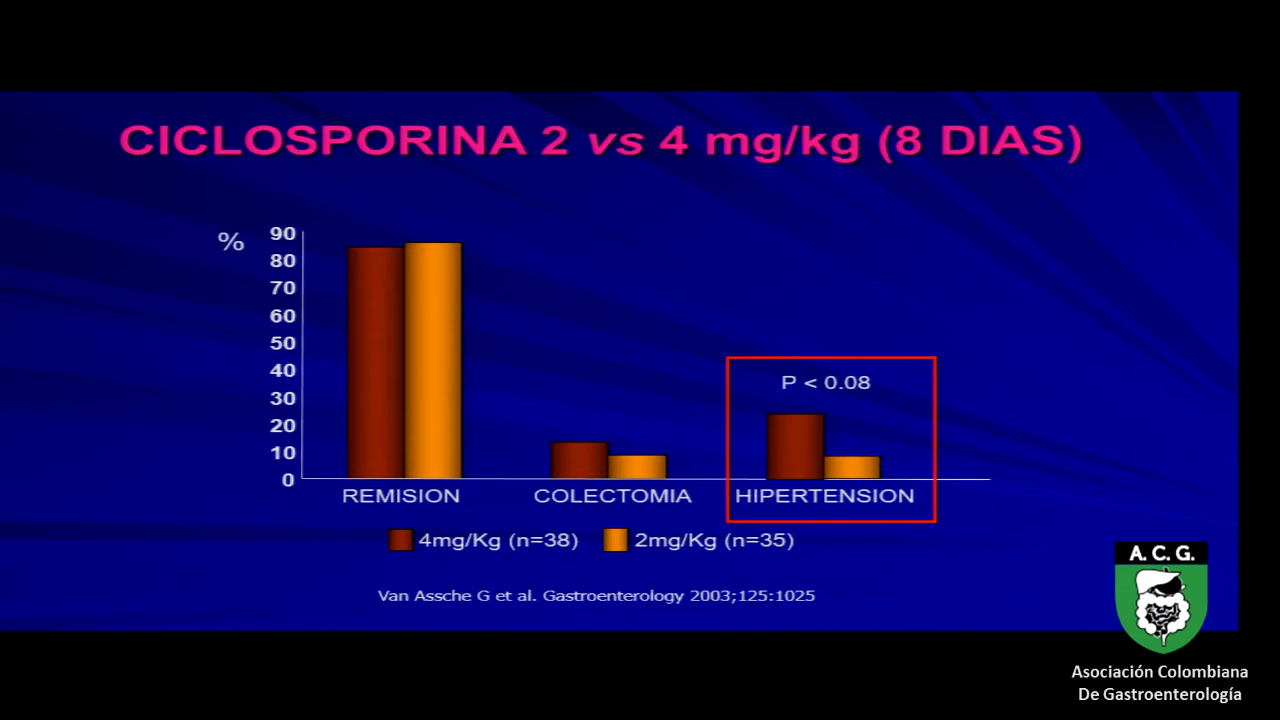 CICLOSPORINA 2 vs 4 mg/kg (8 DIAS)
%
90
80
70
60
50
40
30
20
10
0
P < 0.08
REMISION
COLECTOMIA
HIPERTENSION
4mg/Kg (n=38)
2mg/Kg (n=35)
Van Assche G et al. Gastroenterology 2003;125:1025
A. C. G.
Asociación Colombiana
De Gastroenterología